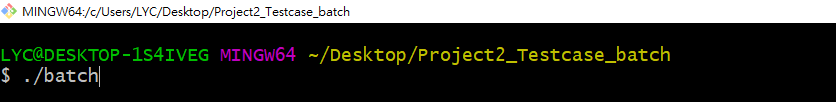 MINGW64:/c/Users/LYC/Desktop/Project2_Testcase_batch
LYC@DESKTOP-1S4IVEG MINGW64 ~/Desktop/Project2_Testcase_batch
$ ./batch